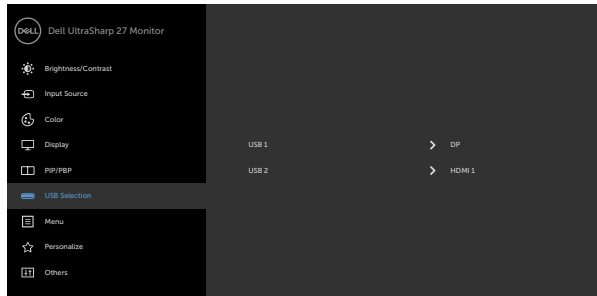 DELL Dell UltraSharp 27 Monitor
Brightness/Contrast
Input Source
Color
Display USB 1 DP
PIP/PBP USB 2 HDMI 1
USB Selection
Menu
Personalize
Others